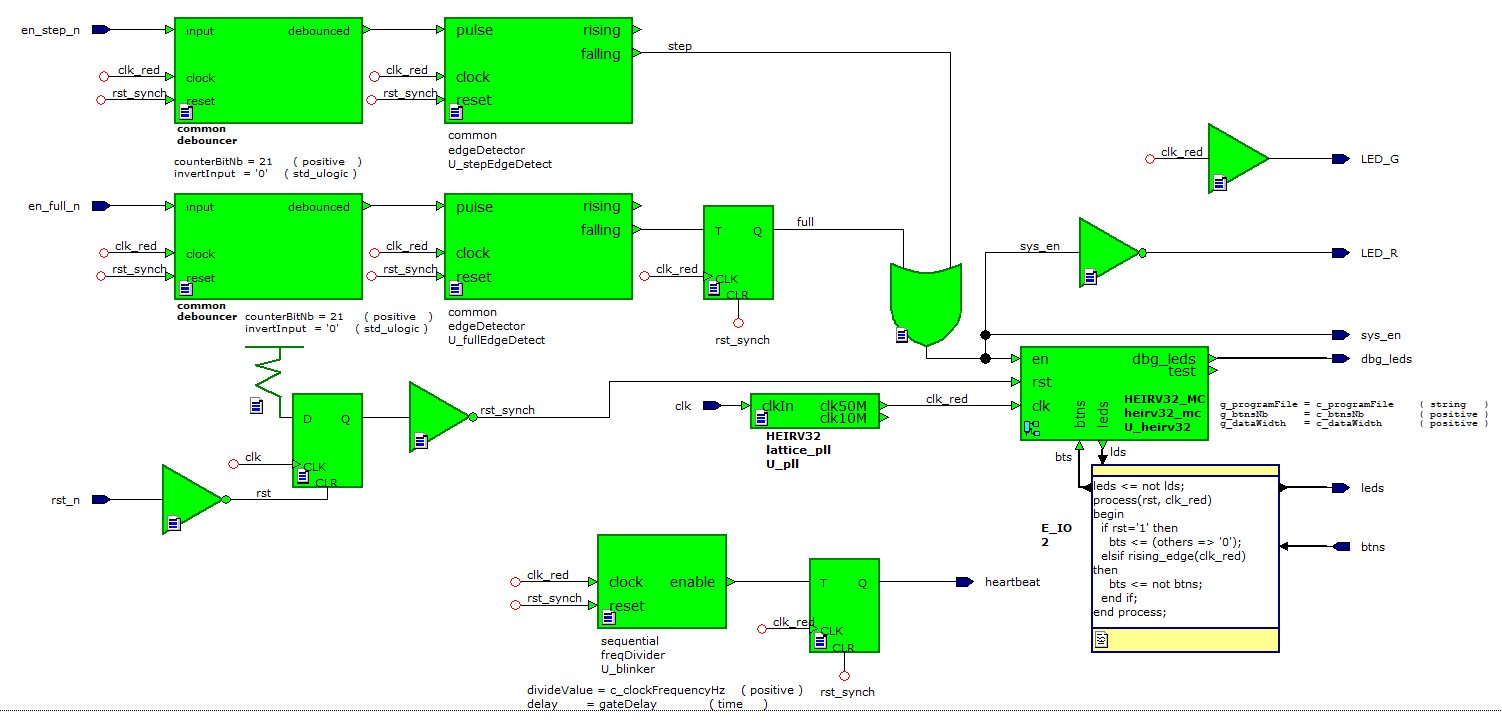 en_step_n
input debounced
clk_red
clock
rst_synch
reset
common
debouncer
counterBitNb = 21 ( positive )
invertInput = '0' ( std_ulogic )
pulse rising
falling
clk_red
clock
rst_synch
reset
common
edgeDetector
U_stepEdgeDetect
step
clk_red
LED_G
en_full_n
input debounced
clk_red
clock
rst_synch
reset
common
debouncer
counterBitNb = 21 ( positive )
invertInput = '0' ( std_ulogic )
pulse rising
falling
clk_red
clock
rst_synch
reset
common
edgeDetector
U_fullEdgeDetect
T Q
clk_red
CLK
CLR
rst_synch
full
sys_en
LED_R
sys_en
dbg_leds
D Q
clk
CLK
CLR
rst_n
rst
rst_synch
clk
clkIn clk50M
clk10M
HEIRV32
lattice_pll
U_pll
clk_red
en dbg_leds
test
rst
clk
btns
leds
HEIRV32_MC
heirv32_mc
U_heirv32
g_programFile = c_programFile ( string )
g_btnsNb = c_btnsNb ( positive )
g_dataWidth = c_dataWidth ( positive )
bts
lds
E_IO
2
leds <= not lds;
process(rst, clk_red)
begin
if rst='1' then
bts <= (others => '0');
elsif rising_edge(clk_red)
then
bts <= not btns;
end if;
end process;
leds
btns
clk_red
clock enable
rst_synch
reset
sequential
freqDivider
U_blinker
divideValue = c_clockFrequencyHz ( positive )
delay = gateDelay ( time )
T Q
clk_red
CLK
CLR
rst_synch
heartbeat